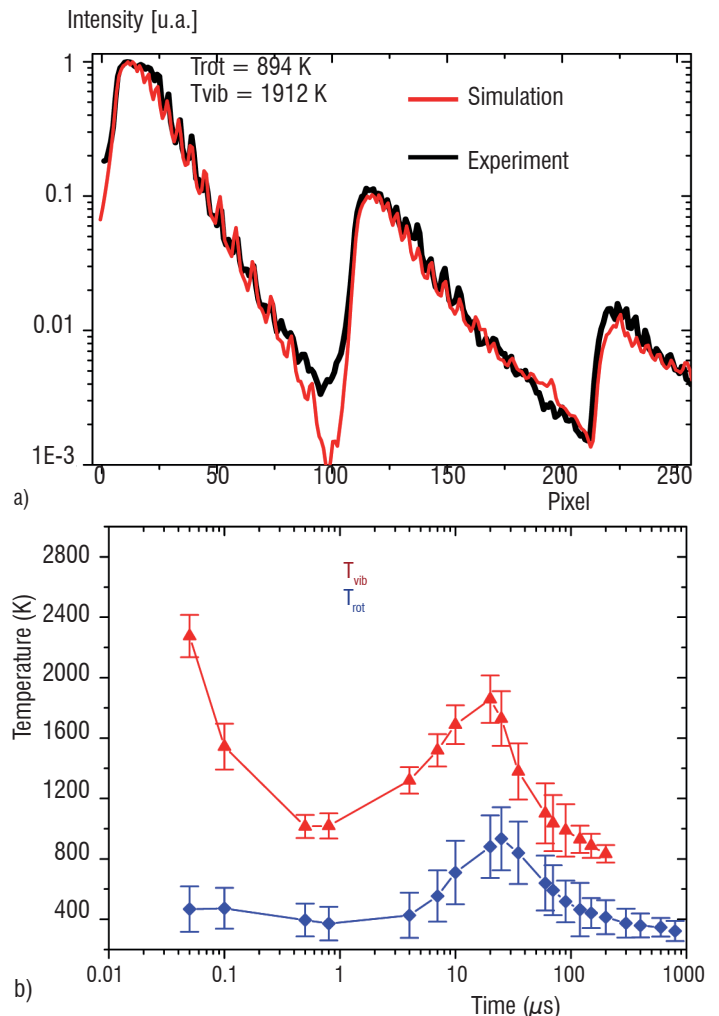 Intensity [u.a.]
1
Trot = 894 K
Tvib = 1912 K
Simulation
Experiment
0.1
0.01
1E-3
0 50 100 150 200 250
a)
Pixel
2800
2400
2000
1600
1200
800
400
Temperature (K)
T vib
T rot
0.01 0.1 1 10 100 1000
b)
Time (µs)